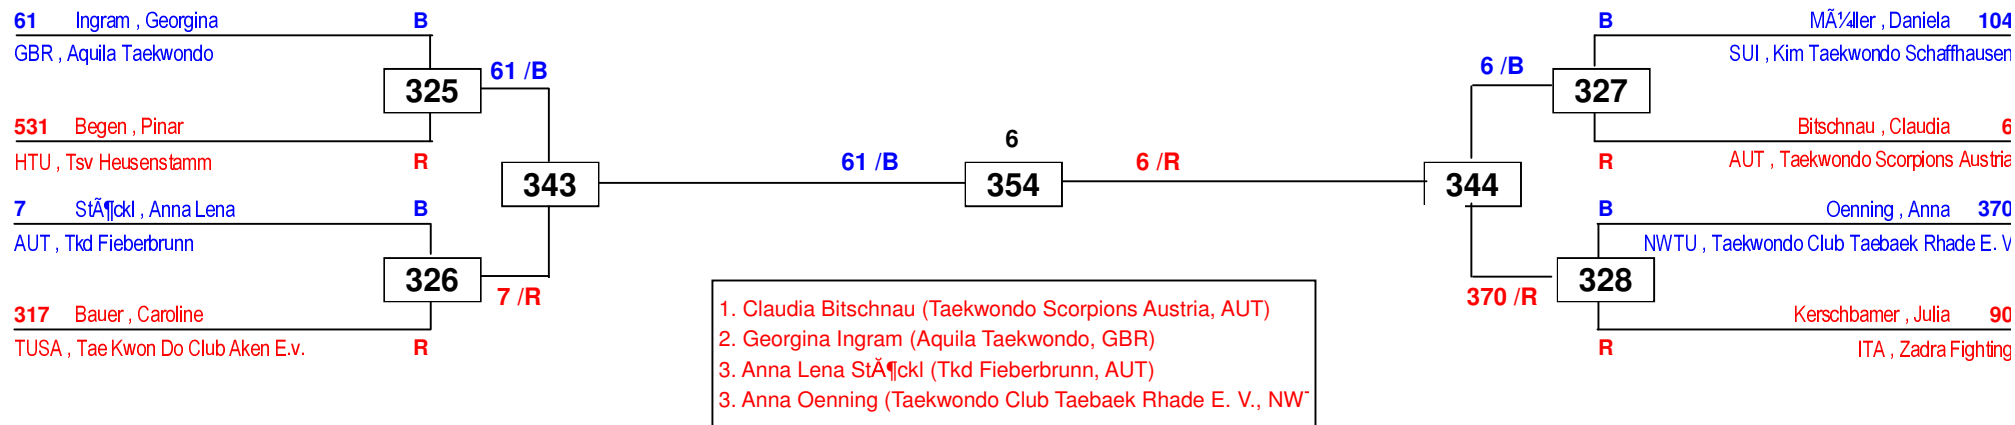 61 Ingram , Georgina B
GBR , Aquila Taekwondo
325
61 /B
531 Begen , Pinar
HTU , Tsv Heusenstamm R
343
7 StÃ¶ckl , Anna Lena B
AUT , Tkd Fieberbrunn
326
7 /R
317 Bauer , Caroline
TUSA , Tae Kwon Do Club Aken E.v. R
61 /B
6
354
6 /R
B MÃ¼ller , Daniela 104
SUI , Kim Taekwondo Schaffhausen
6 /B
327
Bitschnau , Claudia 6
R AUT , Taekwondo Scorpions Austria
344
B Oenning , Anna 370
NWTU , Taekwondo Club Taebaek Rhade E. V
328
370 /R
Kerschbamer , Julia 90
R ITA , Zadra Fighting
1. Claudia Bitschnau (Taekwondo Scorpions Austria, AUT)
2. Georgina Ingram (Aquila Taekwondo, GBR)
3. Anna Lena StÃ¶ckl (Tkd Fieberbrunn, AUT)
3. Anna Oenning (Taekwondo Club Taebaek Rhade E. V., NW